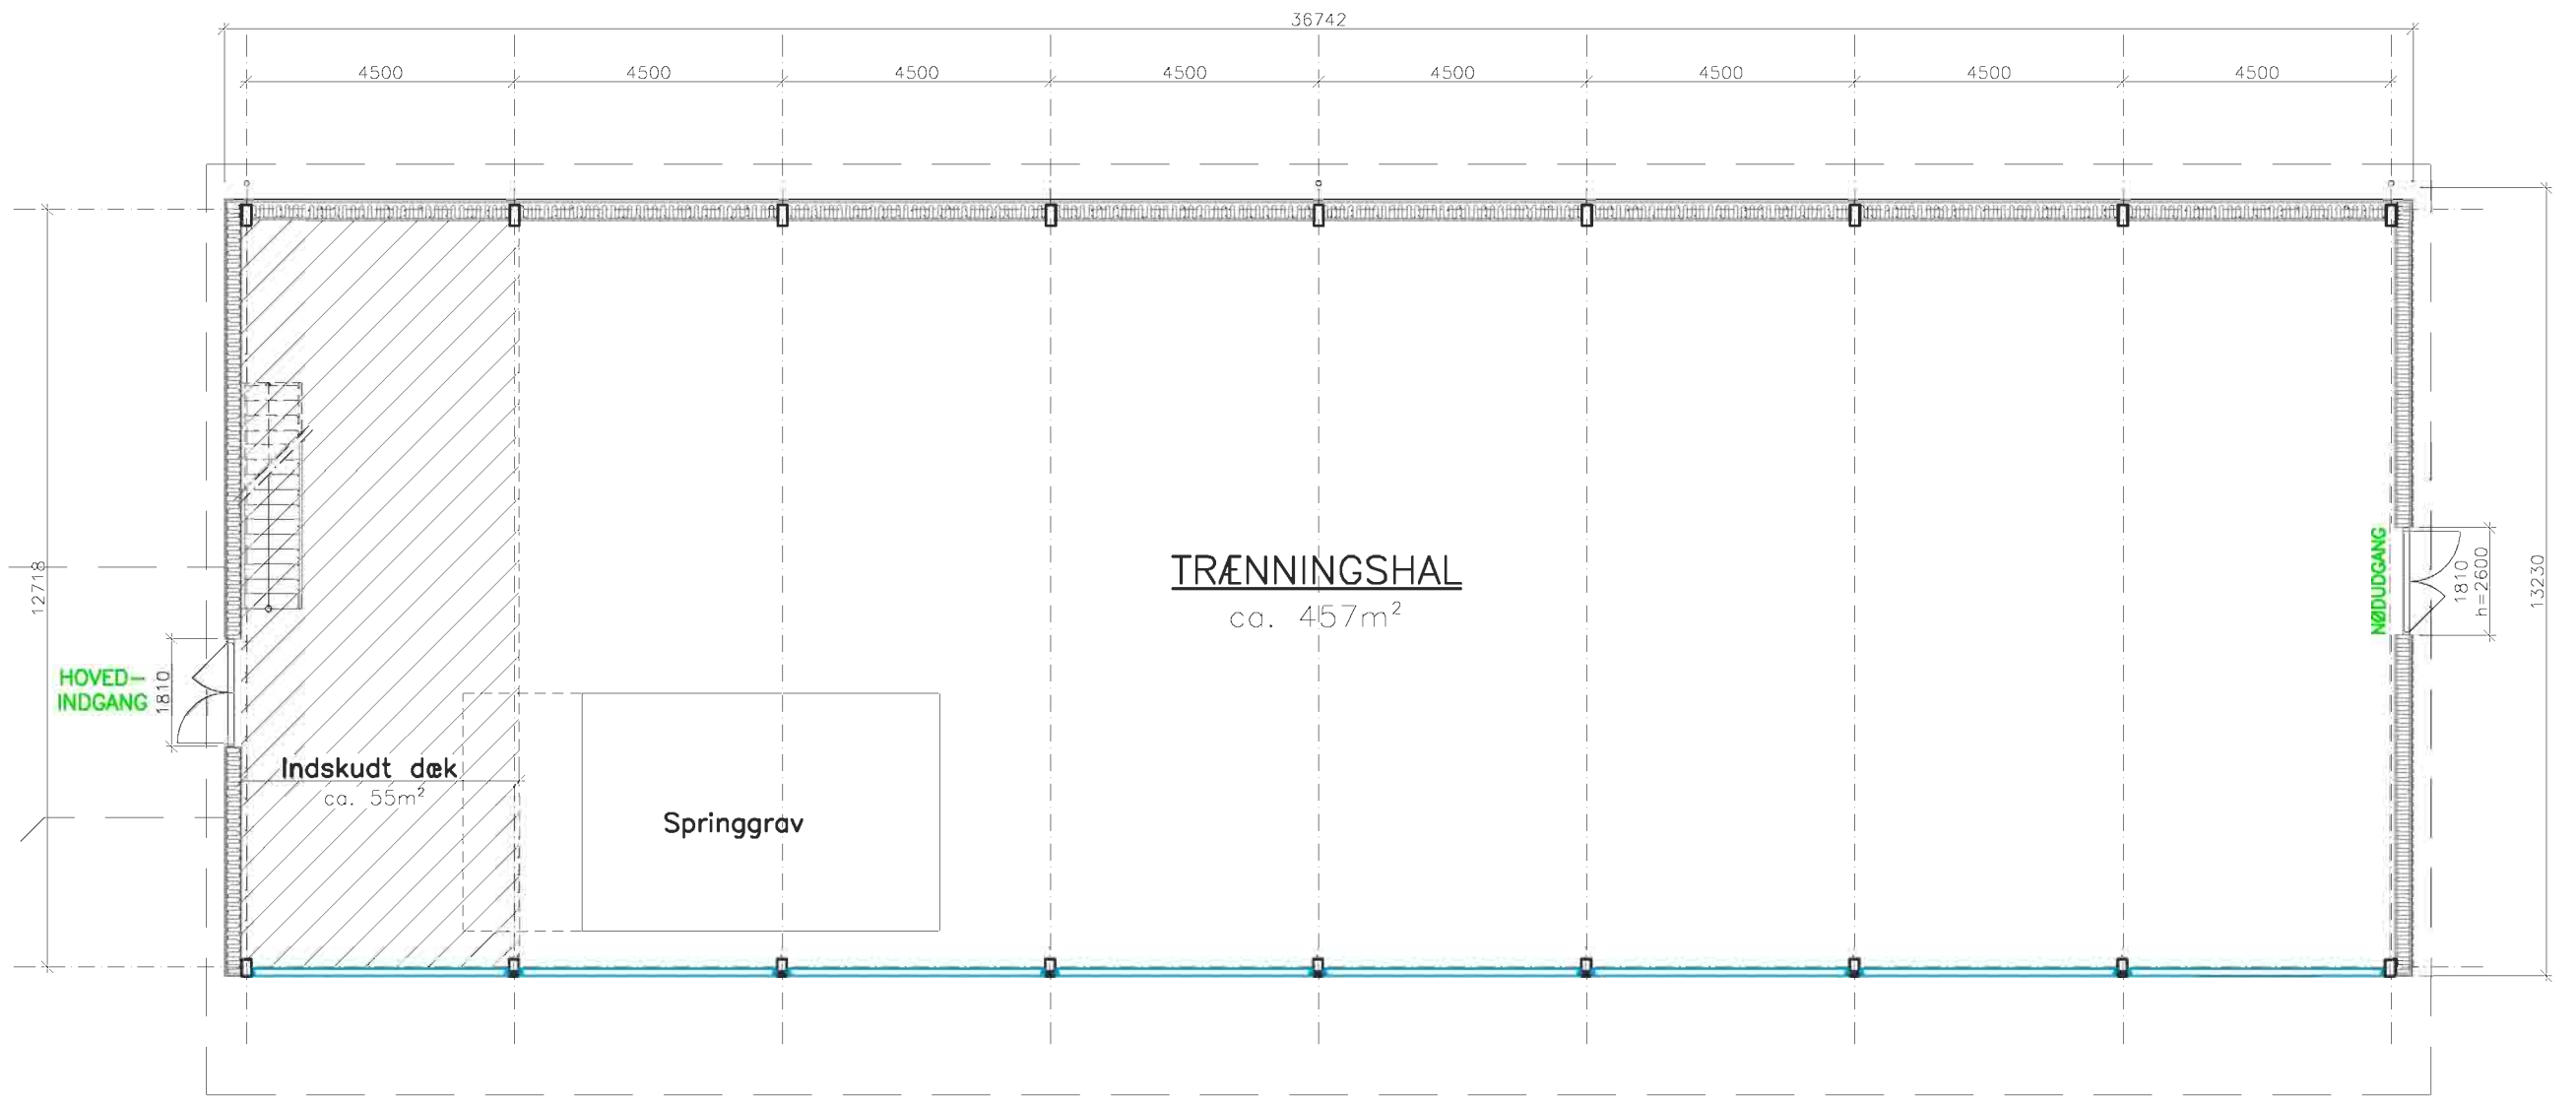 36742
4500 4500 4500 4500 4500 4500 4500 4500
TRÆNNINGSHAL
ca. 457m²
NØDUDGANG
1810
h=2600
13230
12718
HOVED-
INDGANG
1810
Indskudt dæk
ca. 55m²
Springgrav